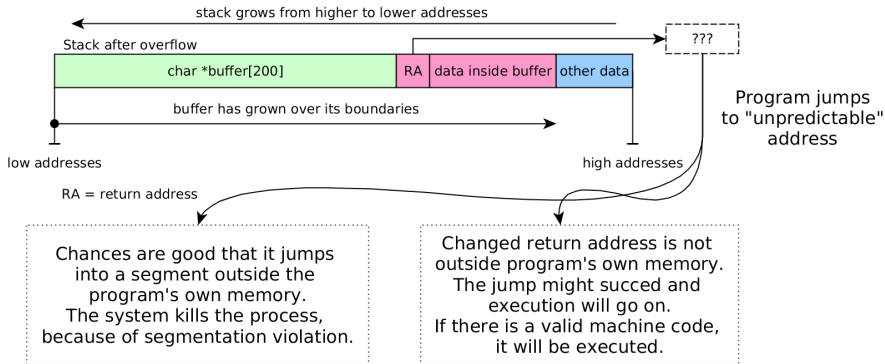 stack grows from higher to lower addresses
???
Stack after overflow
char *buffer[200]
RA
data inside buffer
other data
buffer has grown over its boundaries
Program jumps
to "unpredictable"
address
low addresses
high addresses
RA = return address
Chances are good that it jumps
into a segment outside the
program's own memory.
The system kills the process,
because of segmentation violation.
Changed return address is not
outside program's own memory.
The jump might succed and
execution will go on.
If there is a valid machine code,
it will be executed.